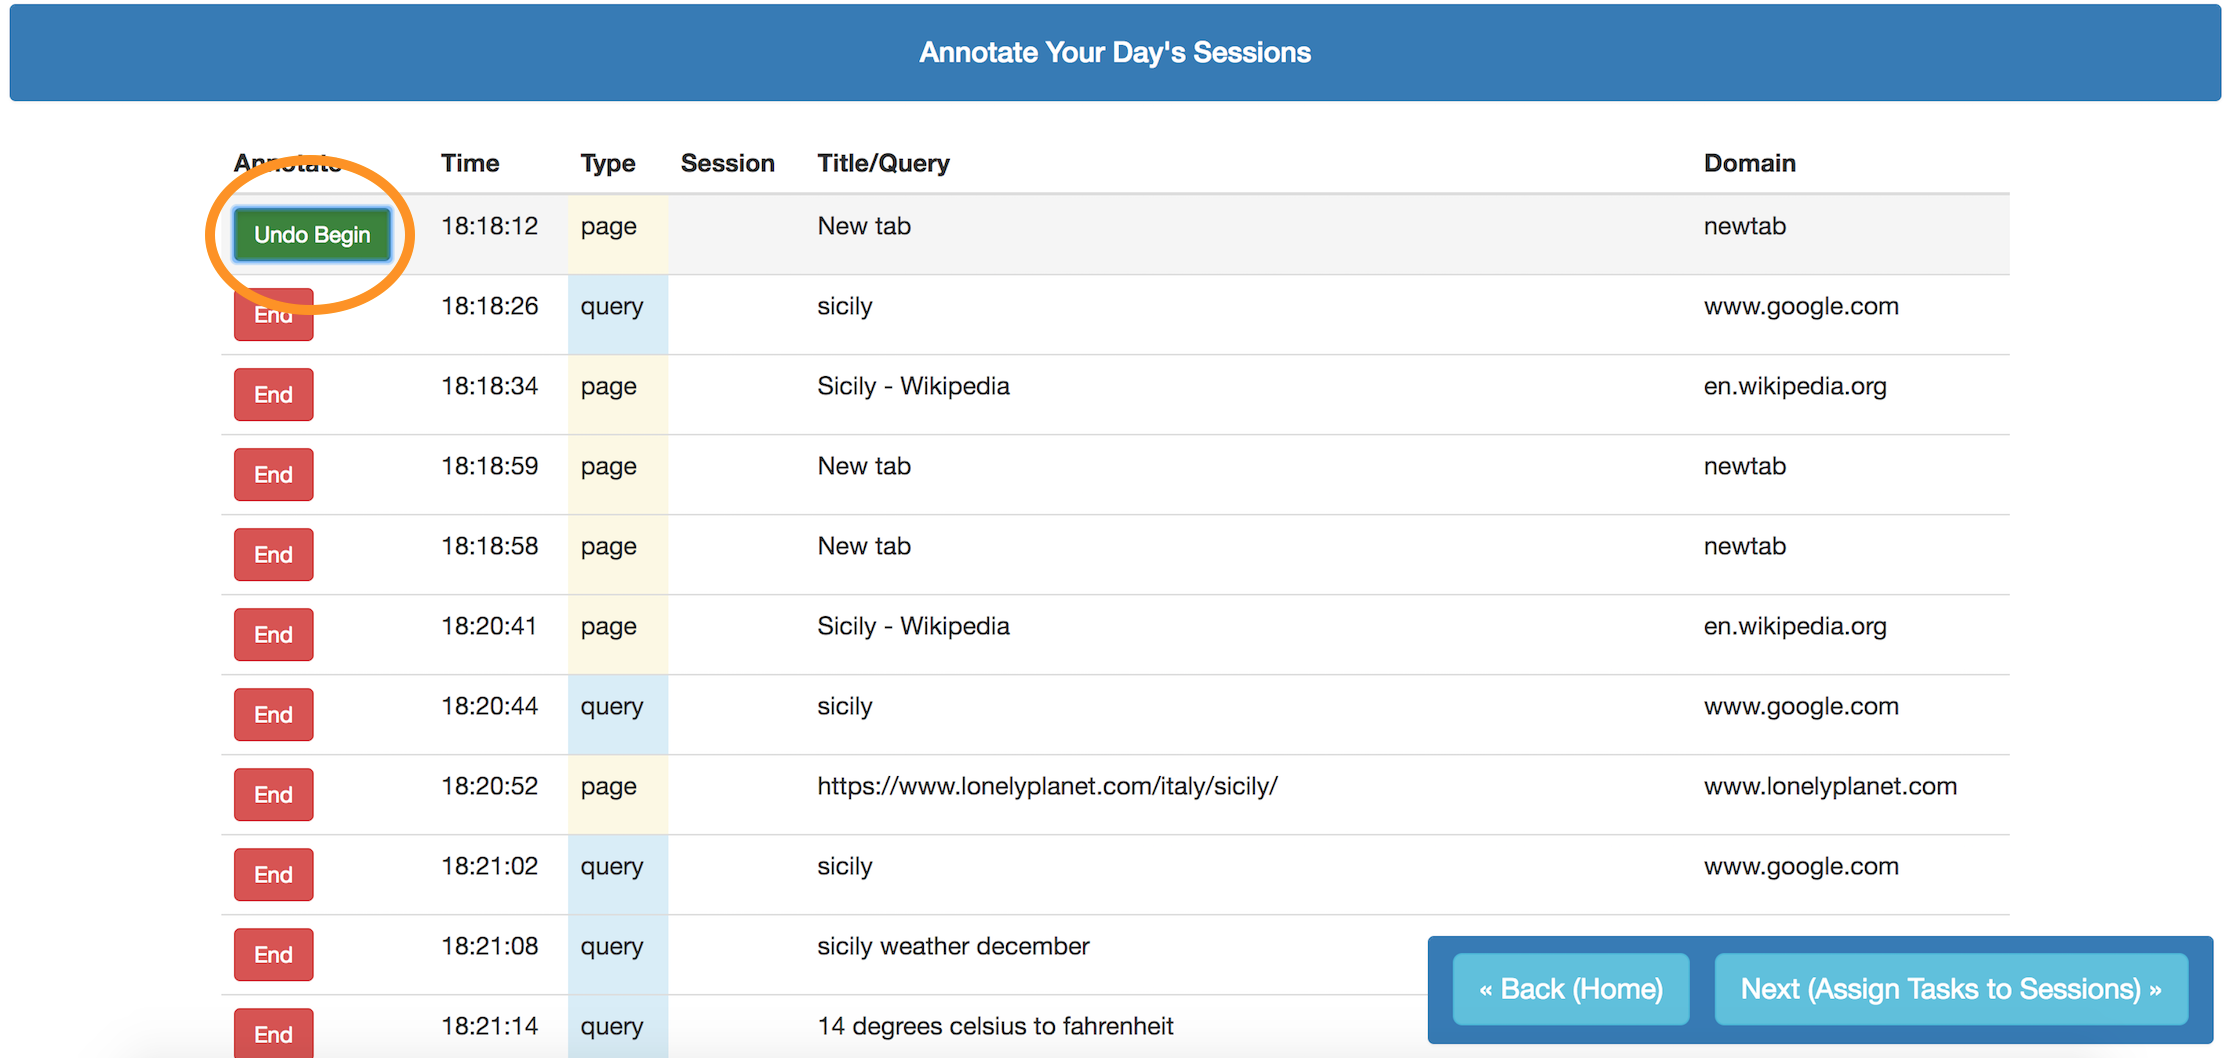 Annotate Your Day's Sessions
Annotate Time Type Session Title/Query Domain
Undo Begin 18:18:12 page New tab newtab
End 18:18:26 query sicily www.google.com
End 18:18:34 page Sicily - Wikipedia en.wikipedia.org
End 18:18:59 page New tab newtab
End 18:18:58 page New tab newtab
End 18:20:41 page Sicily - Wikipedia en.wikipedia.org
End 18:20:44 query sicily www.google.com
End 18:20:52 page https://www.lonelyplanet.com/italy/sicily/ www.lonelyplanet.com
End 18:21:02 query sicily www.google.com
End 18:21:08 query sicily weather december
« Back (Home) Next (Assign Tasks to Sessions) »
End 18:21:14 query 14 degrees celsius to fahrenheit